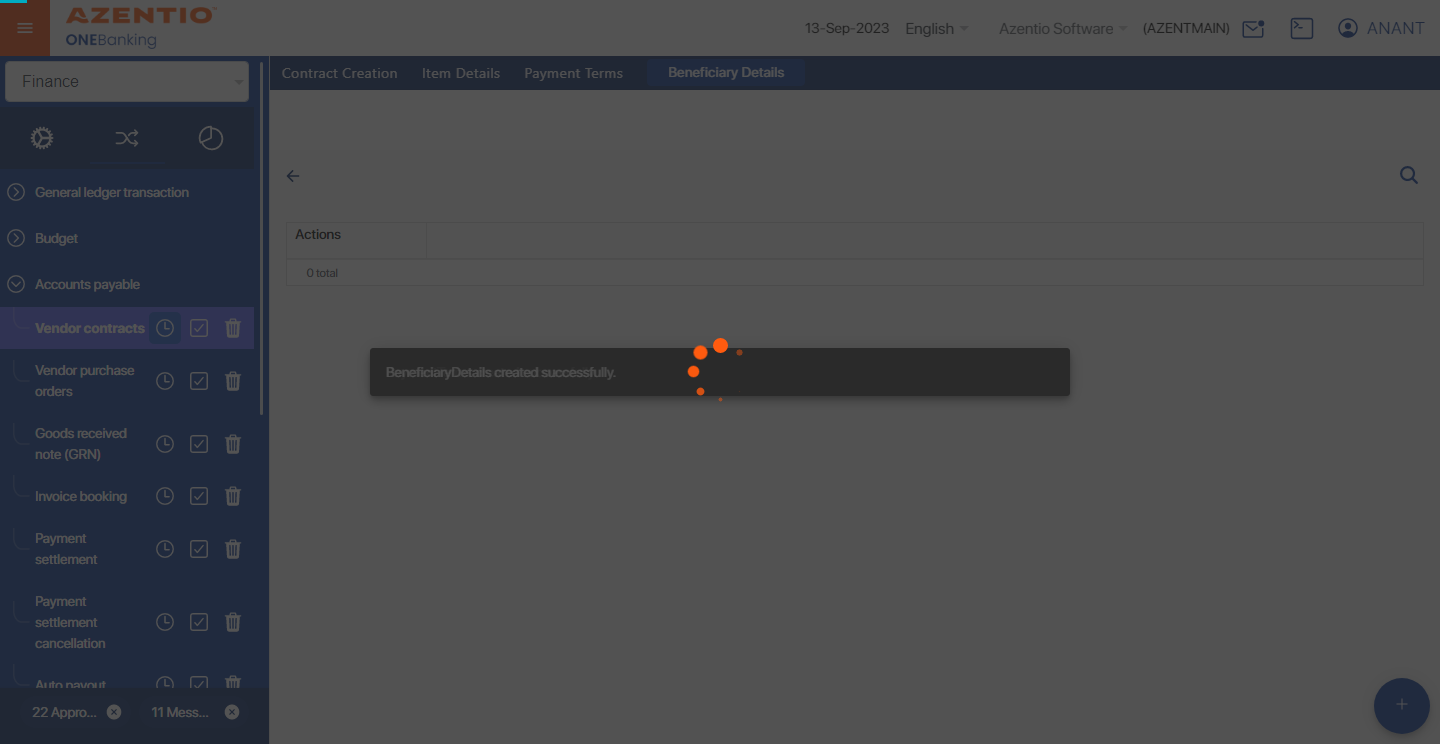 AZENTIO
ONEBanking
13-Sep-2023 English Azentio Software (AZENTMAIN) ANANT
Finance
Contract Creation Item Details Payment Terms Beneficiary Details
General ledger transaction
Budget
Accounts payable
Vendor contracts
Vendor purchase
orders
Goods received
note (GRN)
Invoice booking
Payment
settlement
Payment
settlement
cancellation
Auto payout
22 Appro... 11 Mess...
Actions
0 total
BeneficiaryDetails created successfully.